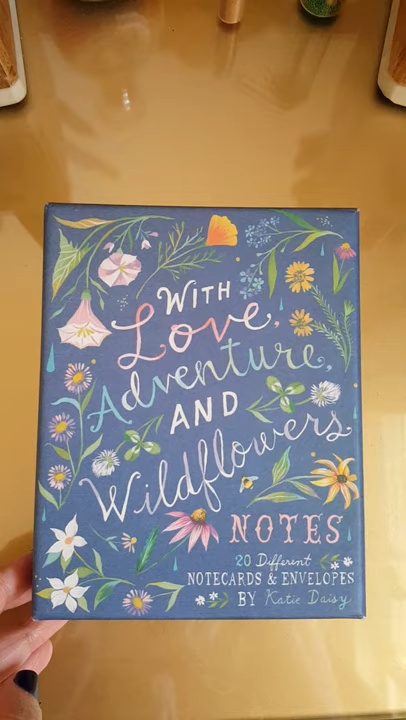 WITH
Love,
Adventure,
AND
Wildflowers
NOTES
20 Different
NOTECARDS & ENVELOPES
BY Katie Daisy